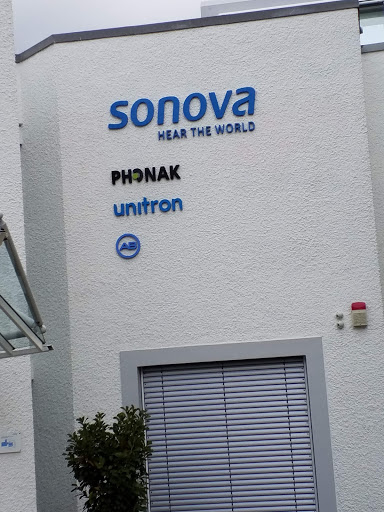 sonova
HEAR THE WORLD
PHONAK
unitron
AB